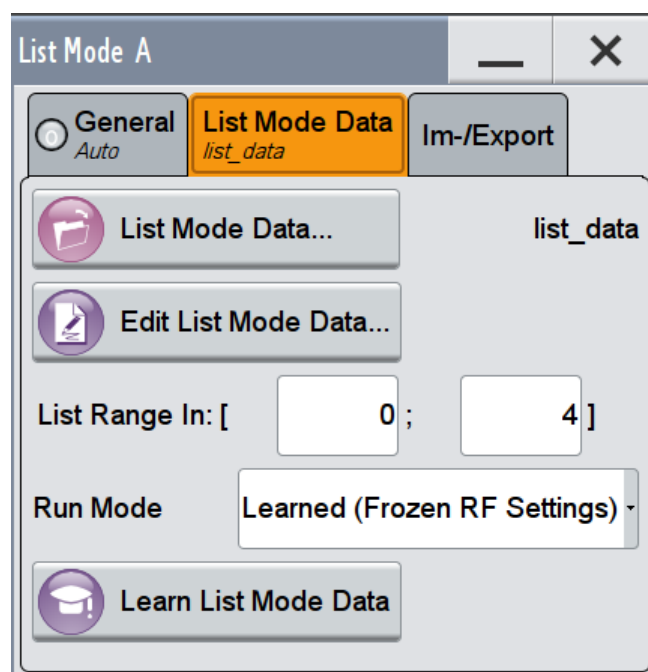 List Mode A
General
Auto
List Mode Data
list_data
Im-/Export
List Mode Data... list_data
Edit List Mode Data...
List Range In: [ 0 ; 4 ]
Run Mode Learned (Frozen RF Settings)
Learn List Mode Data